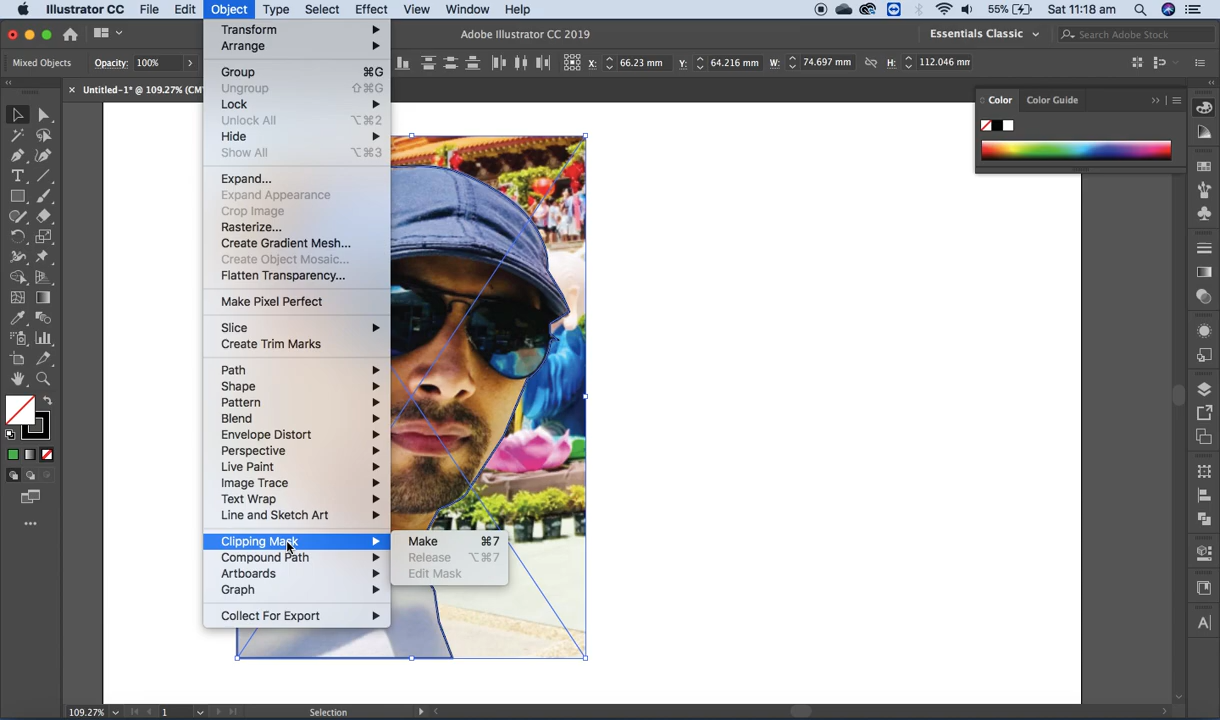 Illustrator CC File Edit Object Type Select Effect View Window Help 55% Sat 11:18 am
Adobe Illustrator CC 2019 Essentials Classic Search Adobe Stock
Mixed Objects Opacity: 100% X: 66.23 mm Y: 64.216 mm W: 74.697 mm H: 112.046 mm
Untitled-1* @ 109.27% (CM
Transform
Arrange
Group ⌘G
Ungroup ⇧⌘G
Lock
Unlock All ⌥⌘2
Hide
Show All ⌥⌘3
Expand...
Expand Appearance
Crop Image
Rasterize...
Create Gradient Mesh...
Create Object Mosaic...
Flatten Transparency...
Make Pixel Perfect
Slice
Create Trim Marks
Path
Shape
Pattern
Blend
Envelope Distort
Perspective
Live Paint
Image Trace
Text Wrap
Line and Sketch Art
Clipping Mask
Compound Path
Artboards
Graph
Collect For Export
Make ⌘7
Release ⌥⌘7
Edit Mask
Color Color Guide
109.27% 1 Selection